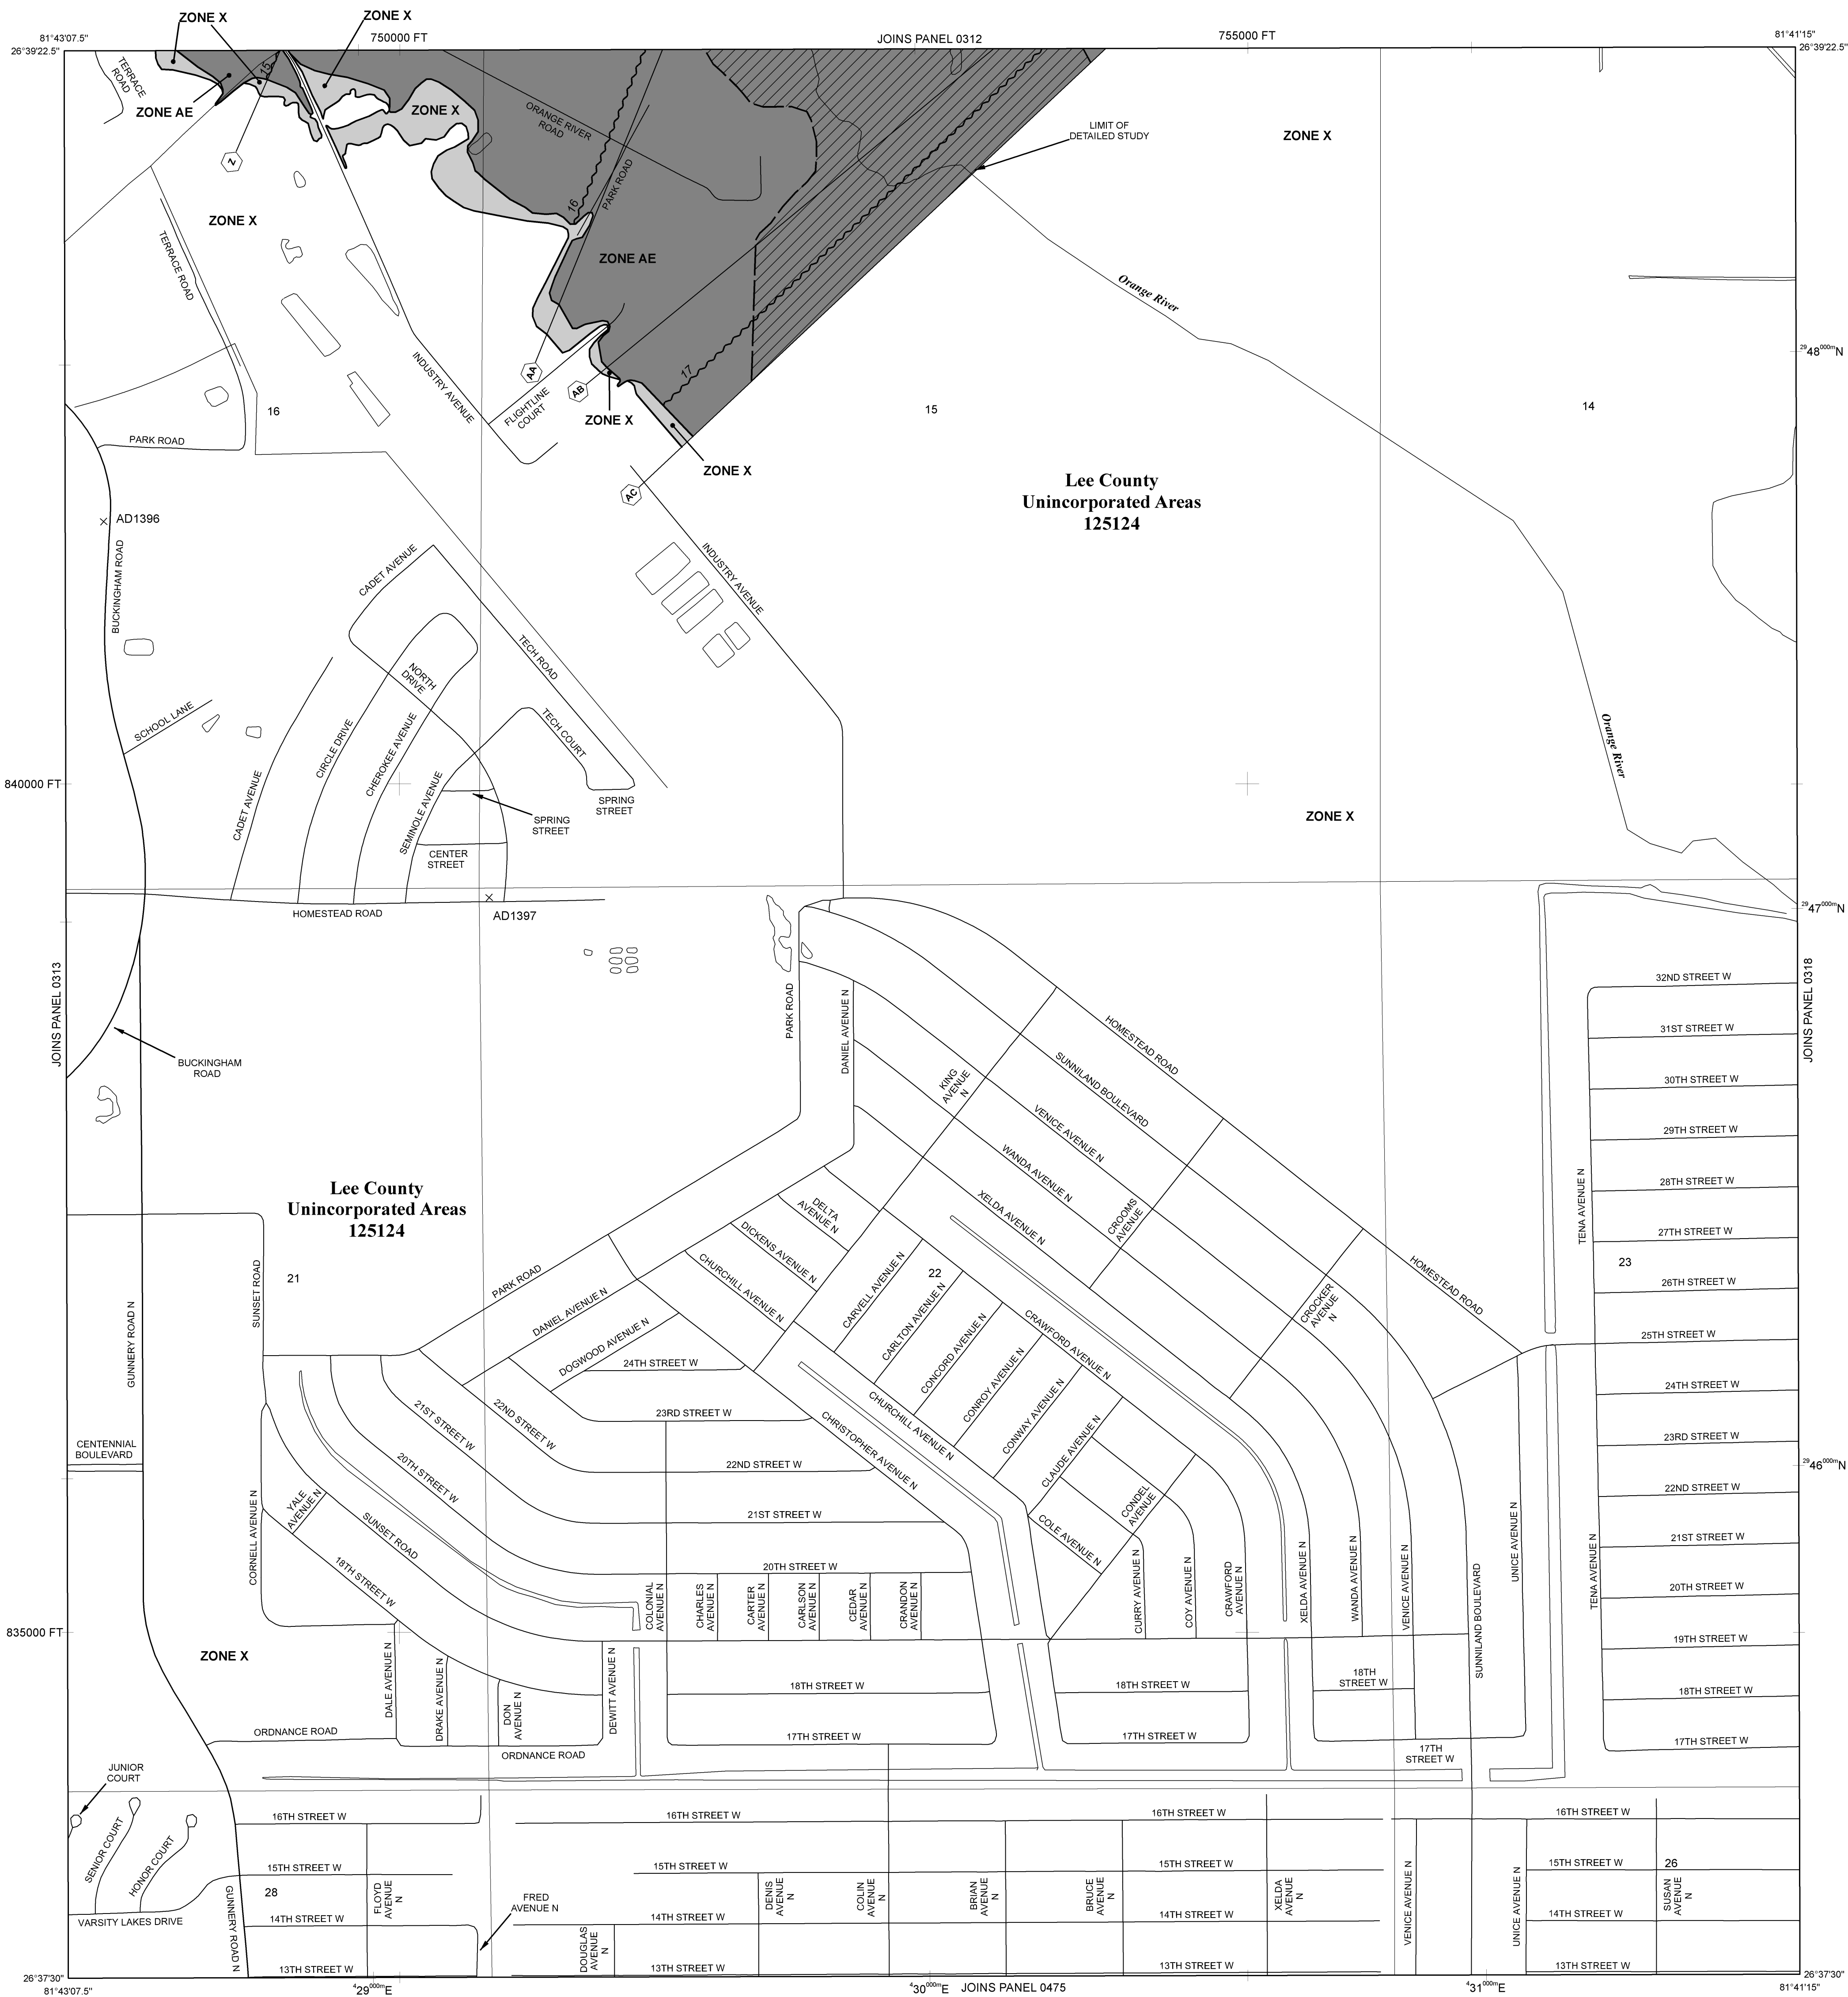 ZONE X
ZONE X
81°43'07.5"
750000 FT
JOINS PANEL 0312
755000 FT
81°41'15"
26°39'22.5"
26°39'22.5"
TERRACE
ROAD
15
ZONE AE
ZONE X
ORANGE RIVER
ROAD
LIMIT OF
DETAILED STUDY
ZONE X
Z
16
PARK ROAD
ZONE X
TERRACE ROAD
ZONE AE
Orange River
INDUSTRY AVENUE
AA
AB
17
FLIGHTLINE
COURT
ZONE X
2948000mN
16
15
14
PARK ROAD
ZONE X
AC
Lee County
Unincorporated Areas
125124
AD1396
BUCKINGHAM ROAD
CADET AVENUE
INDUSTRY AVENUE
TECH ROAD
NORTH
DRIVE
SCHOOL LANE
CIRCLE DRIVE
CHEROKEE AVENUE
TECH COURT
Orange River
CADET AVENUE
SEMINOLE AVENUE
840000 FT
SPRING
STREET
SPRING
STREET
CENTER
STREET
ZONE X
HOMESTEAD ROAD
AD1397
2947000mN
JOINS PANEL 0313
JOINS PANEL 0318
PARK ROAD
DANIEL AVENUE N
BUCKINGHAM
ROAD
KING
AVENUE
N
HOMESTEAD ROAD
SUNNILAND BOULEVARD
VENICE AVENUE N
WANDA AVENUE N
XELDA AVENUE N
CROOMS
AVENUE
32ND STREET W
31ST STREET W
30TH STREET W
29TH STREET W
28TH STREET W
27TH STREET W
26TH STREET W
25TH STREET W
24TH STREET W
23RD STREET W
22ND STREET W
21ST STREET W
20TH STREET W
19TH STREET W
18TH STREET W
17TH STREET W
TENA AVENUE N
23
TENA AVENUE N
2946000mN
Lee County
Unincorporated Areas
125124
21
SUNSET ROAD
GUNNERY ROAD N
PARK ROAD
DANIEL AVENUE N
DOGWOOD AVENUE N
24TH STREET W
DELTA
AVENUE N
DICKENS AVENUE N
CHURCHILL AVENUE N
CARVELL AVENUE N
22
CARLTON AVENUE N
CONCORD AVENUE N
CONROY AVENUE N
CONWAY AVENUE N
CLAUDE AVENUE N
CRAWFORD AVENUE N
CROCKER
AVENUE
N
HOMESTEAD ROAD
CHURCHILL AVENUE N
CHRISTOPHER AVENUE N
CONDEL
AVENUE
COLE AVENUE N
CENTENNIAL
BOULEVARD
21ST STREET W
22ND STREET W
20TH STREET W
23RD STREET W
22ND STREET W
21ST STREET W
20TH STREET W
CORNELL AVENUE N
YALE
AVENUE N
SUNSET ROAD
18TH STREET W
COLONIAL
AVENUE N
CHARLES
AVENUE N
CARTER
AVENUE N
CARLSON
AVENUE N
CEDAR
AVENUE N
CRANDON
AVENUE N
CURRY AVENUE N
COY AVENUE N
CRAWFORD
AVENUE N
XELDA AVENUE N
WANDA AVENUE N
VENICE AVENUE N
SUNNILAND BOULEVARD
UNICE AVENUE N
835000 FT
ZONE X
DALE AVENUE N
DRAKE AVENUE N
DON
AVENUE N
DEWITT AVENUE N
18TH STREET W
18TH STREET W
18TH
STREET W
ORDNANCE ROAD
ORDNANCE ROAD
17TH STREET W
17TH STREET W
17TH
STREET W
JUNIOR
COURT
SENIOR COURT
HONOR COURT
VARSITY LAKES DRIVE
16TH STREET W
16TH STREET W
16TH STREET W
16TH STREET W
15TH STREET W
15TH STREET W
15TH STREET W
15TH STREET W
28
26
GUNNERY ROAD N
FLOYD
AVENUE
N
FRED
AVENUE N
DOUGLAS
AVENUE
N
DENIS
AVENUE
N
COLIN
AVENUE
N
BRIAN
AVENUE
N
BRUCE
AVENUE
N
XELDA
AVENUE
N
VENICE AVENUE N
UNICE AVENUE N
SUSAN
AVENUE
N
14TH STREET W
14TH STREET W
14TH STREET W
14TH STREET W
13TH STREET W
13TH STREET W
13TH STREET W
13TH STREET W
26°37'30"
26°37'30"
81°43'07.5"
429000mE
430000mE
JOINS PANEL 0475
431000mE
81°41'15"